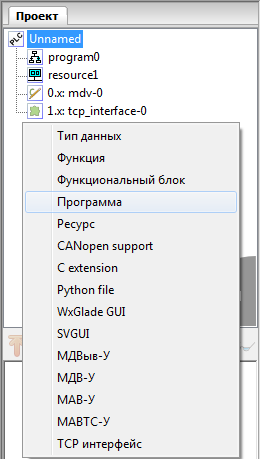 Проект
PLC
Unnamed
program0
resource1
0.x: mdv-0
1.x: tcp_interface-0
Тип данных
Функция
Функциональный блок
Программа
Ресурс
CANopen support
C extension
Python file
WxGlade GUI
SVGUI
МДВыв-У
МДВ-У
МАВ-У
МАВТС-У
TCP интерфейс